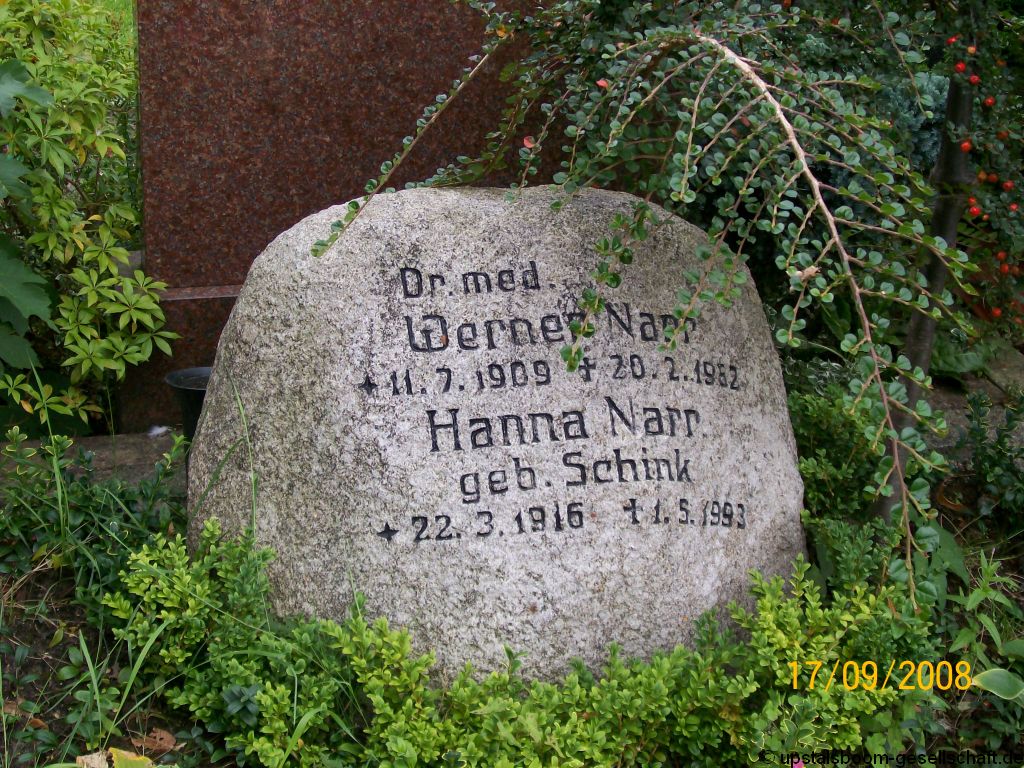 Dr. med.
Werner Narr
11. 7. 1909 ✝ 20. 2. 1982
Hanna Narr
geb. Schink
22. 3. 1916 ✝ 1. 5. 1993
17/09/2008
© upstalsboom-gesellschaft.de